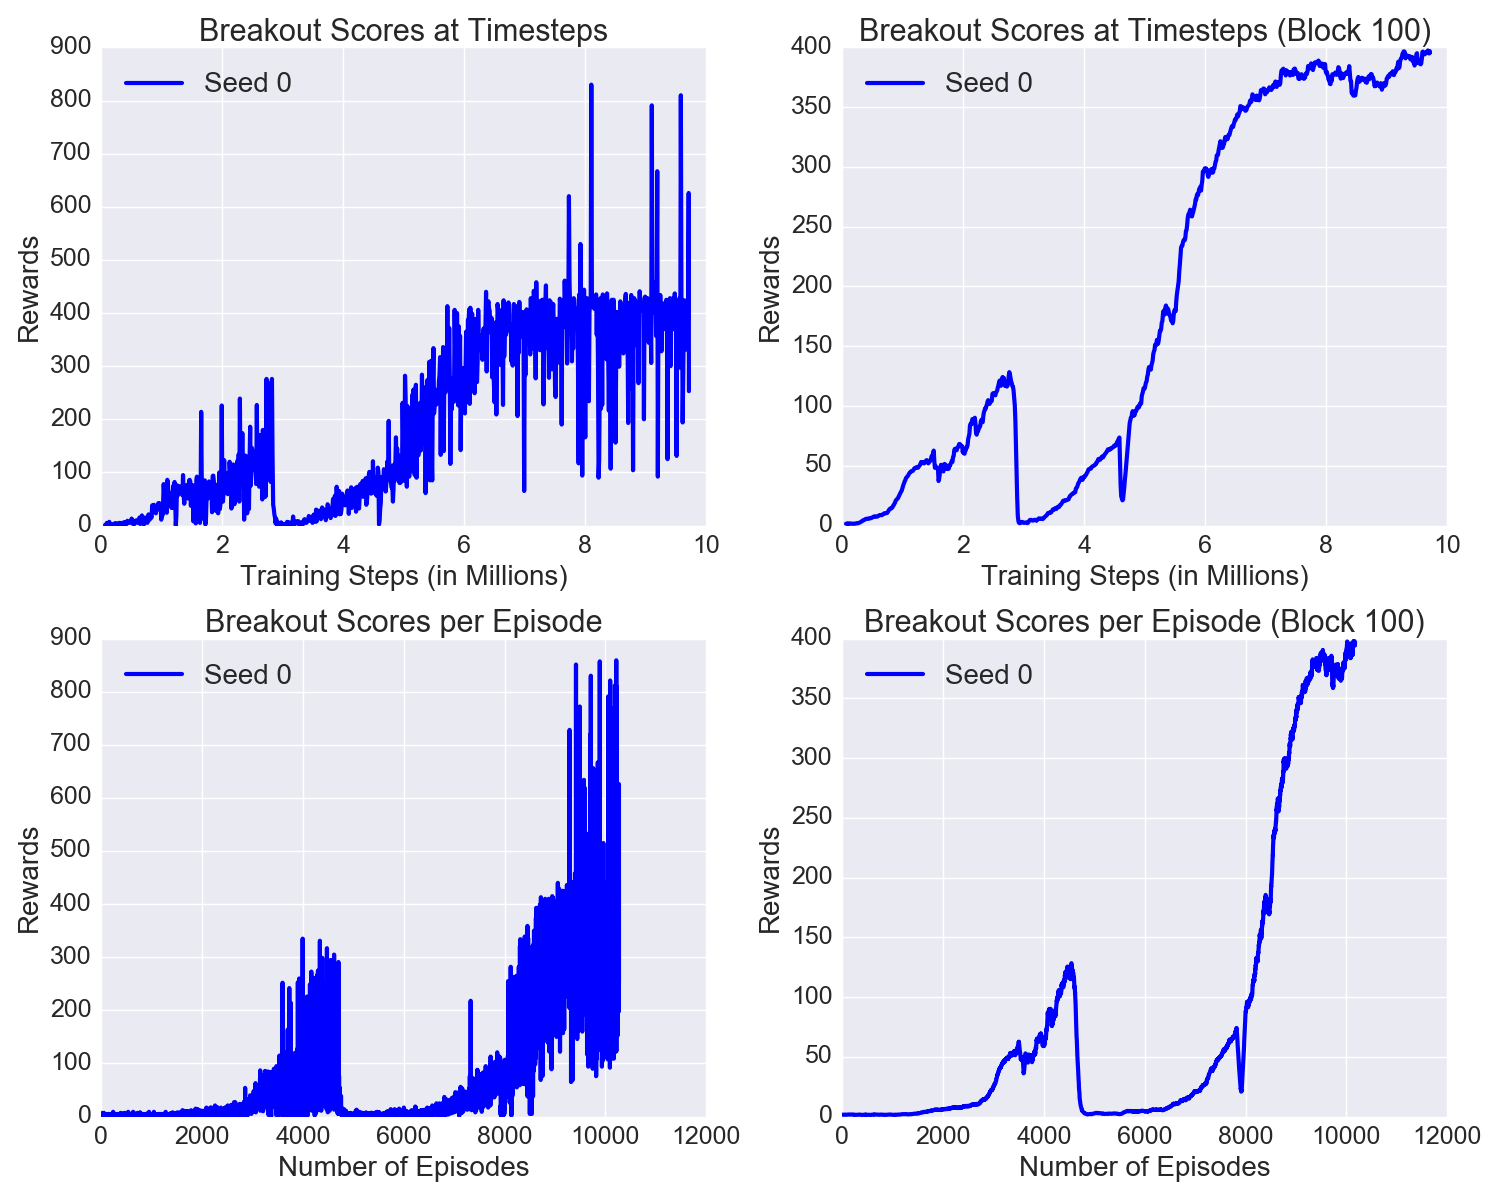 Breakout Scores at Timesteps
900
800
700
600
500
400
300
200
100
0
Rewards
Seed 0
0 2 4 6 8 10
Training Steps (in Millions)
Breakout Scores at Timesteps (Block 100)
400
350
300
250
200
150
100
50
0
Rewards
Seed 0
0 2 4 6 8 10
Training Steps (in Millions)
Breakout Scores per Episode
900
800
700
600
500
400
300
200
100
0
Rewards
Seed 0
0 2000 4000 6000 8000 10000 12000
Number of Episodes
Breakout Scores per Episode (Block 100)
400
350
300
250
200
150
100
50
0
Rewards
Seed 0
0 2000 4000 6000 8000 10000 12000
Number of Episodes